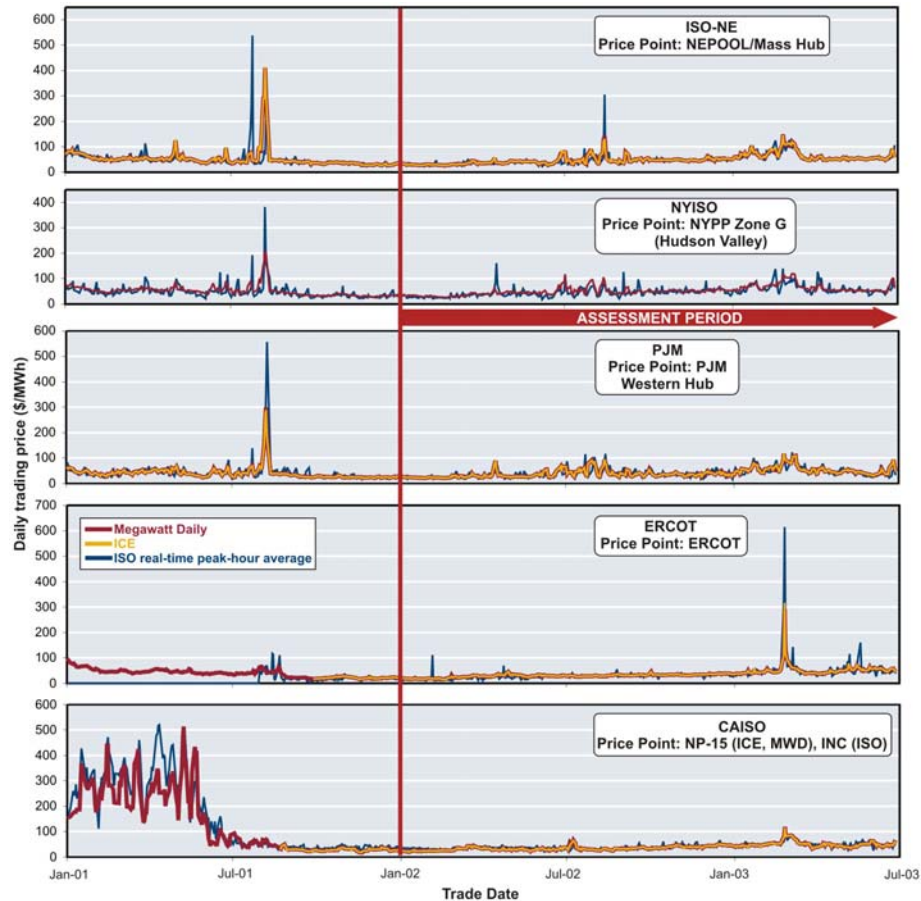 600
500
400
300
200
100
0
ISO-NE
Price Point: NEPOOL/Mass Hub
400
300
200
100
0
NYISO
Price Point: NYPP Zone G
(Hudson Valley)
ASSESSMENT PERIOD
600
500
400
300
200
100
0
PJM
Price Point: PJM
Western Hub
Daily trading price ($/MWh)
700
600
500
400
300
200
100
0
Megawatt Daily
ICE
ISO real-time peak-hour average
ERCOT
Price Point: ERCOT
600
500
400
300
200
100
0
CAISO
Price Point: NP-15 (ICE, MWD), INC (ISO)
Jan-01
Jul-01
Jan-02
Jul-02
Jan-03
Jul-03
Trade Date